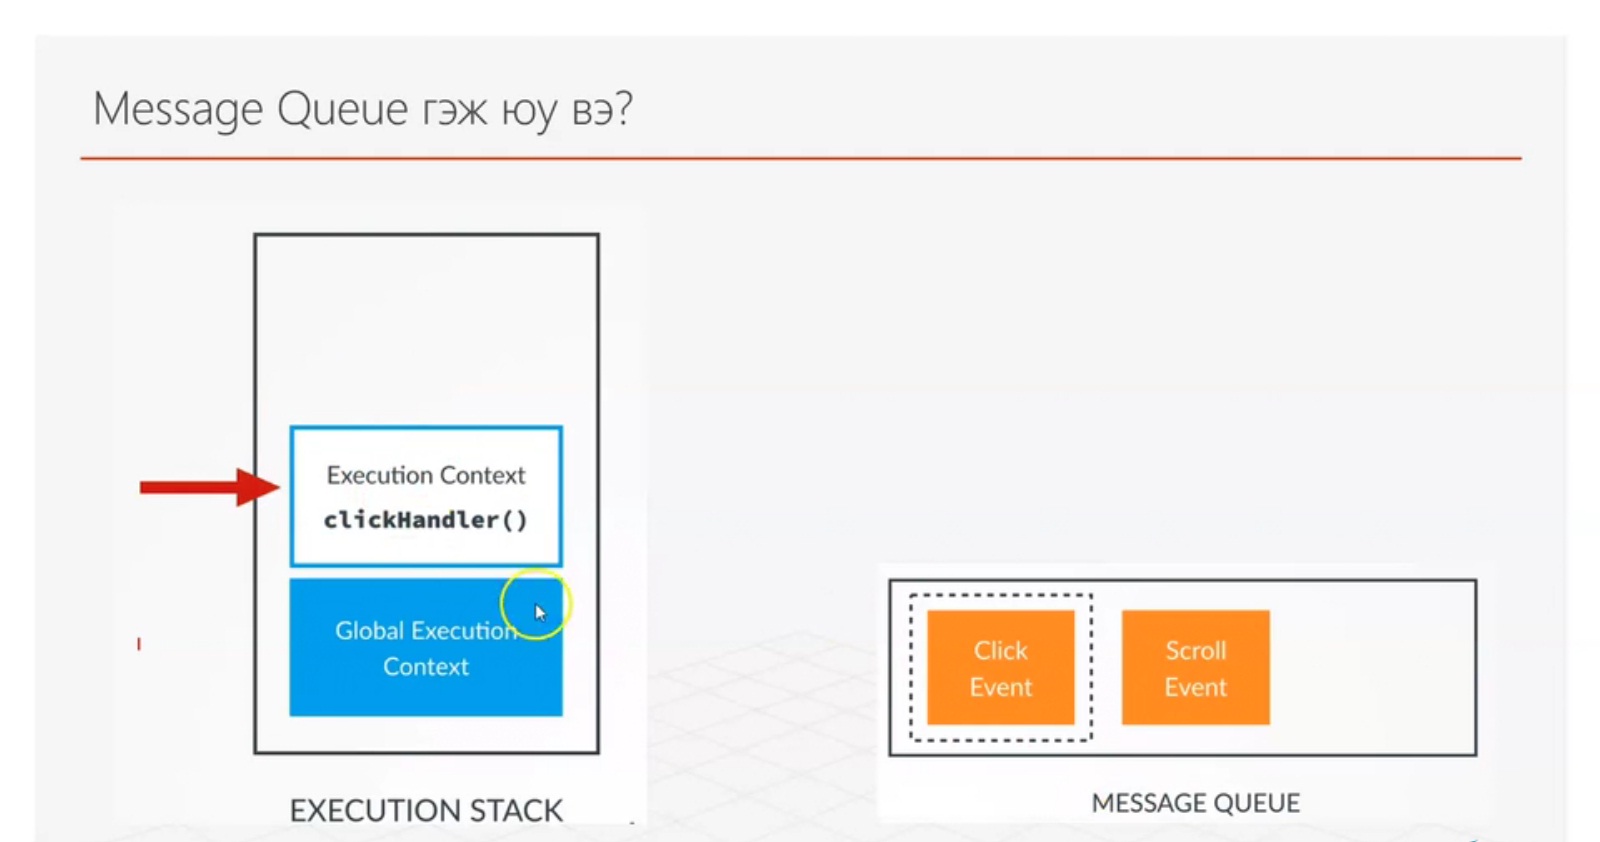 Message Queue гэж юу вэ?
Execution Context
clickHandler()
Global Execution
Context
EXECUTION STACK
Click
Event
Scroll
Event
MESSAGE QUEUE